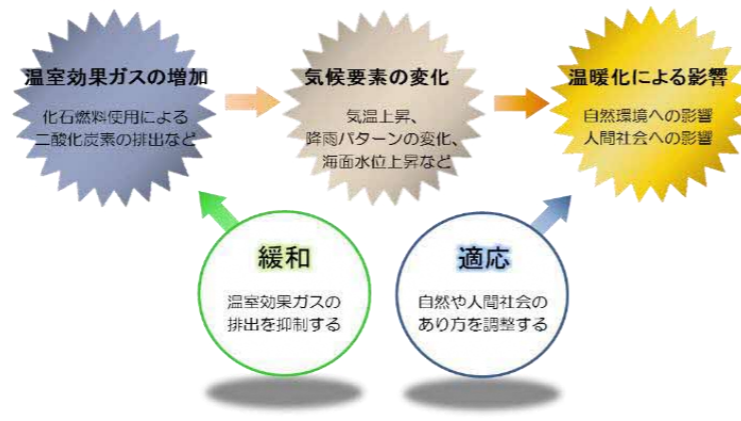 温室効果ガスの増加
化石燃料使用による
二酸化炭素の排出など
気候要素の変化
気温上昇、
降雨パターンの変化、
海面水位上昇など
温暖化による影響
自然環境への影響
人間社会への影響
緩和
温室効果ガスの
排出を抑制する
適応
自然や人間社会の
あり方を調整する